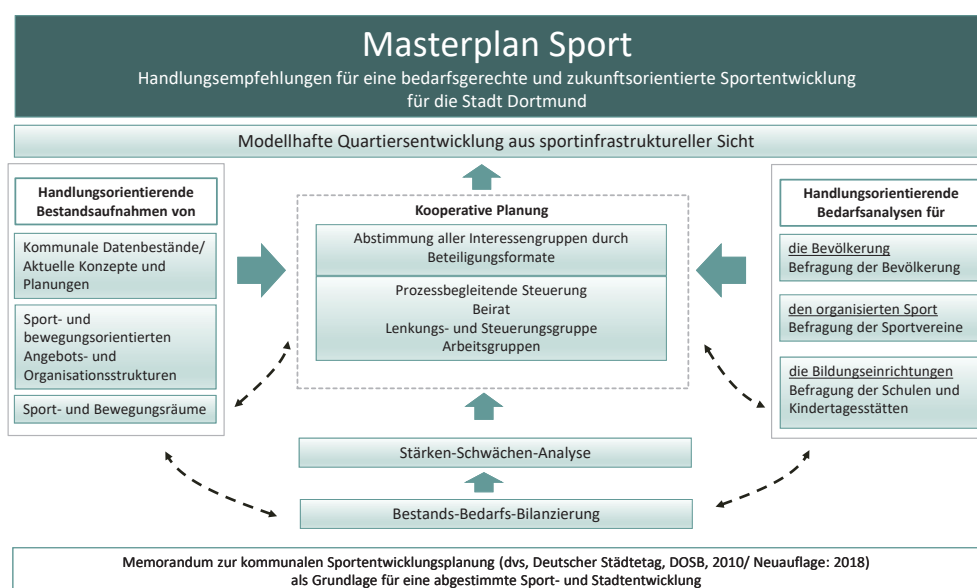 Masterplan Sport
Handlungsempfehlungen für eine bedarfsgerechte und zukunftsorientierte Sportentwicklung
für die Stadt Dortmund
Modellhafte Quartiersentwicklung aus sportinfrastruktureller Sicht
Handlungsorientierende
Bestandsaufnahmen von
Kommunale Datenbestände/
Aktuelle Konzepte und
Planungen
Sport- und
bewegungsorientierten
Angebots- und
Organisationsstrukturen
Sport- und Bewegungsräume
Kooperative Planung
Abstimmung aller Interessengruppen durch
Beteiligungsformate
Prozessbegleitende Steuerung
Beirat
Lenkungs- und Steuerungsgruppe
Arbeitsgruppen
Handlungsorientierende
Bedarfsanalysen für
die Bevölkerung
Befragung der Bevölkerung
den organisierten Sport
Befragung der Sportvereine
die Bildungseinrichtungen
Befragung der Schulen und
Kindertagesstätten
Stärken-Schwächen-Analyse
Bestands-Bedarfs-Bilanzierung
Memorandum zur kommunalen Sportentwicklungsplanung (dvs, Deutscher Städtetag, DOSB, 2010/ Neuauflage: 2018)
als Grundlage für eine abgestimmte Sport- und Stadtentwicklung